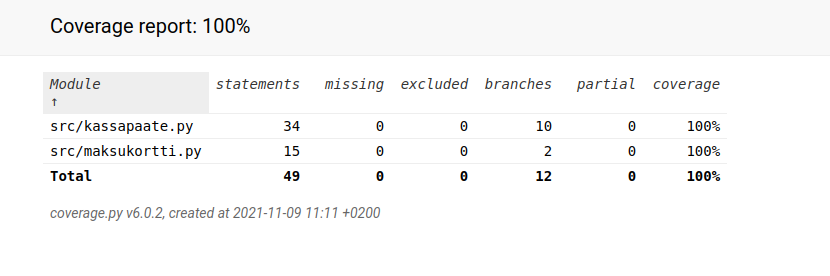 Coverage report: 100%
Module statements missing excluded branches partial coverage
↑
src/kassapaate.py 34 0 0 10 0 100%
src/maksukortti.py 15 0 0 2 0 100%
Total 49 0 0 12 0 100%
coverage.py v6.0.2, created at 2021-11-09 11:11 +0200